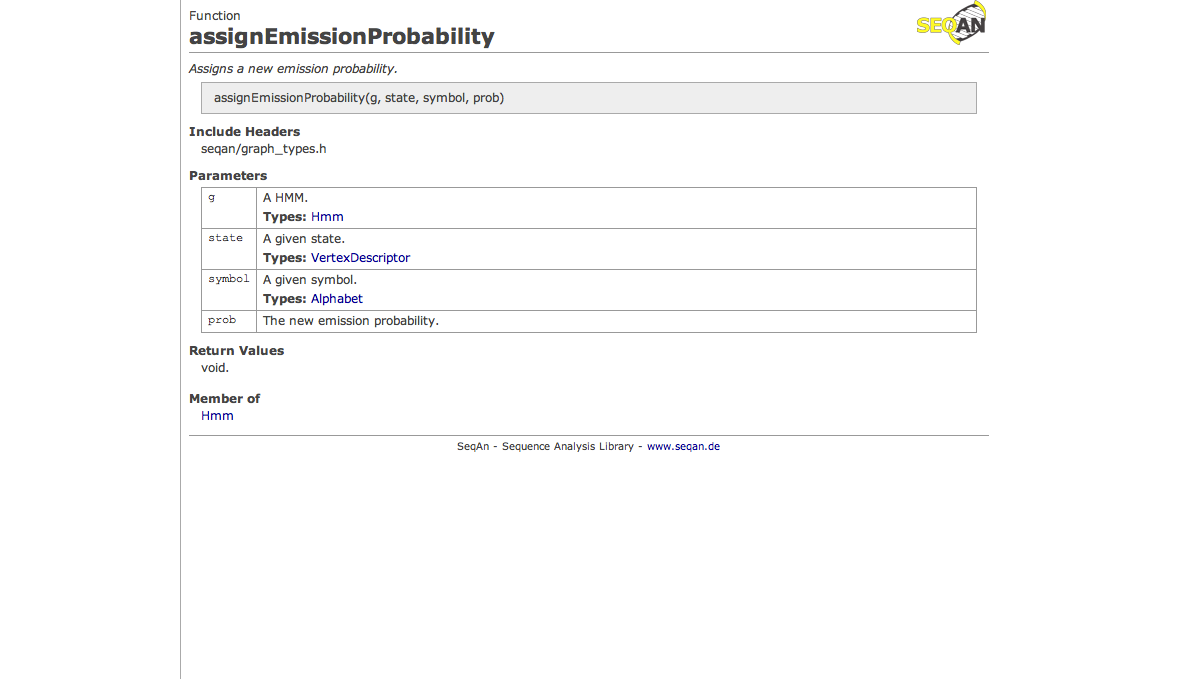 Function
SEQAN
assignEmissionProbability
Assigns a new emission probability.
assignEmissionProbability(g, state, symbol, prob)
Include Headers
seqan/graph_types.h
Parameters
g
A HMM.
Types: Hmm
state
A given state.
Types: VertexDescriptor
symbol
A given symbol.
Types: Alphabet
prob
The new emission probability.
Return Values
void.
Member of
Hmm
SeqAn - Sequence Analysis Library - www.seqan.de